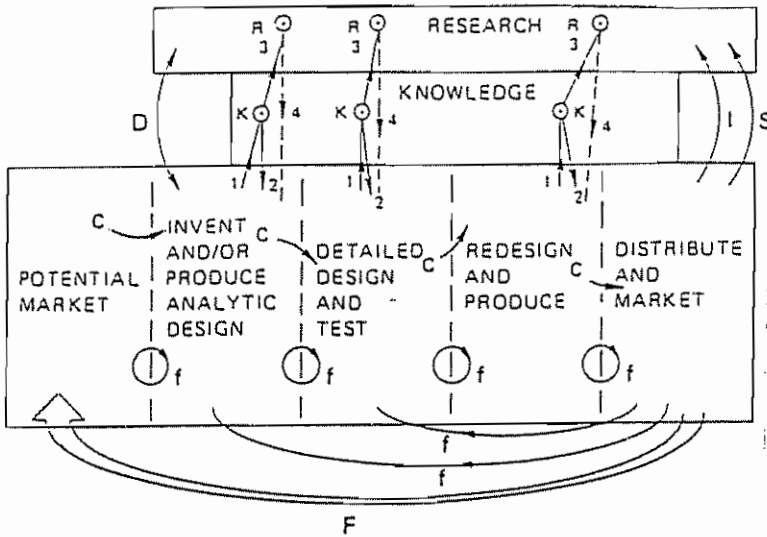 R R RESEARCH R
3 3 3
KNOWLEDGE
D K K K I S
4 4 4
1 2 1 2 1 2
C C C C
POTENTIAL
MARKET
INVENT
AND/OR
PRODUCE
ANALYTIC
DESIGN
DETAILED
DESIGN
AND
TEST
REDESIGN
AND
PRODUCE
DISTRIBUTE
AND
MARKET
f f f f
f
f
F